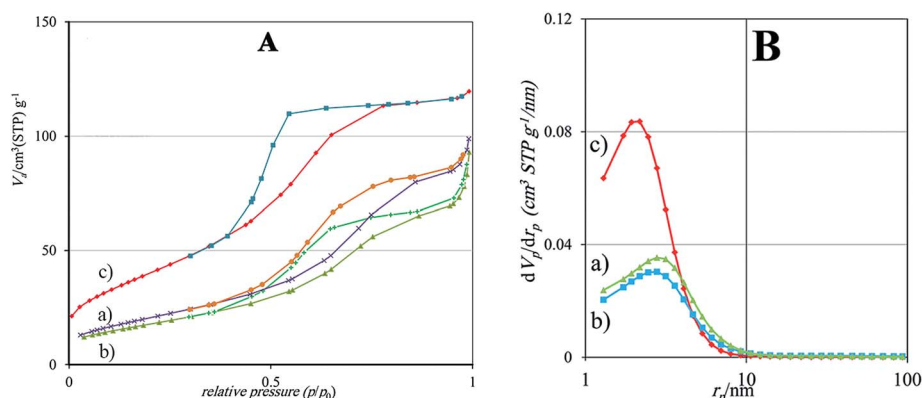 A
150
100
50
0
0
0.5
1
Va/cm³(STP) g-1
relative pressure (p/p0)
c)
a)
b)
B
0.12
0.08
0.04
0
1
10
100
dVp/drp (cm³ STP g-1/nm)
rp/nm
c)
a)
b)